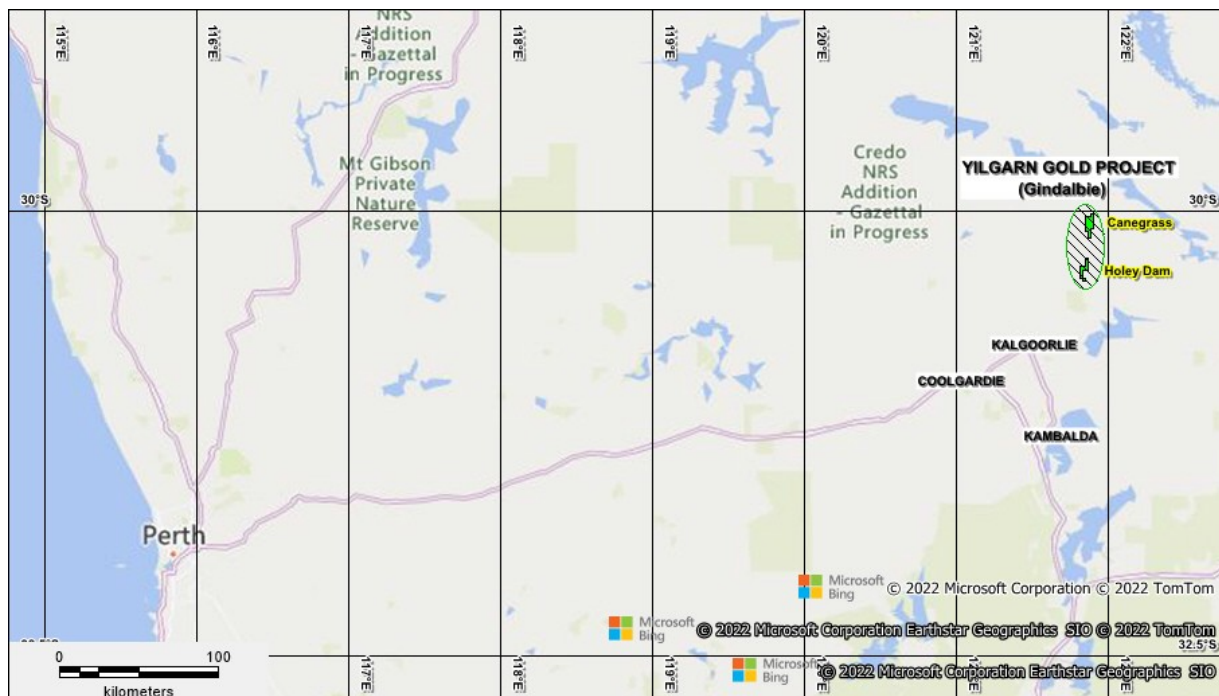 115°E
116°E
117°E
118°E
119°E
120°E
121°E
122°E
NRS
Addition
- Gazettal
in Progress
Mt Gibson
Private
Nature
Reserve
Credo
NRS
Addition
- Gazettal
in Progress
YILGARN GOLD PROJECT
(Gindalbie)
30°S
30°S
Canegrass
Holey Dam
KALGOORLIE
COOLGARDIE
KAMBALDA
Perth
Microsoft
Bing
© 2022 Microsoft Corporation © 2022 TomTom
Microsoft
Bing
© 2022 Microsoft Corporation Earthstar Geographics SIO © 2022 TomTom
32.5°S
0
100
kilometers
117°E
118°E
119°E
120°E
121°E
122°E
Microsoft
Bing
© 2022 Microsoft Corporation Earthstar Geographics SIO